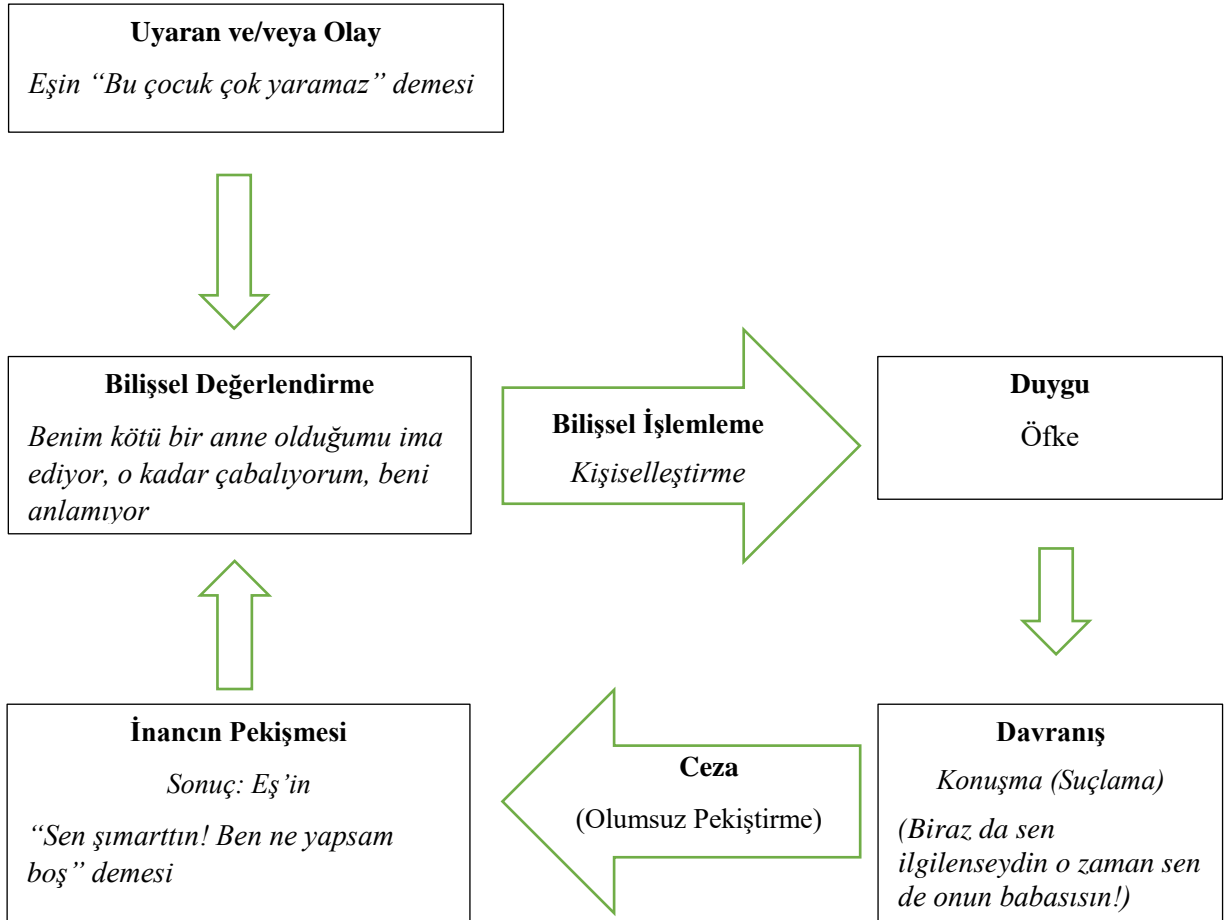 Uyaran ve/veya Olay
Eşin “Bu çocuk çok yaramaz” demesi
Bilişsel Değerlendirme
Benim kötü bir anne olduğumu ima
ediyor, o kadar çabalıyorum, beni
anlamıyor
Bilişsel İşlemleme
Kişiselleştirme
Duygu
Öfke
Davranış
Konuşma (Suçlama)
(Biraz da sen
ilgilenseydin o zaman sen
de onun babasısın!)
Ceza
(Olumsuz Pekiştirme)
İnancın Pekişmesi
Sonuç: Eş’in
“Sen şımarttın! Ben ne yapsam
boş” demesi